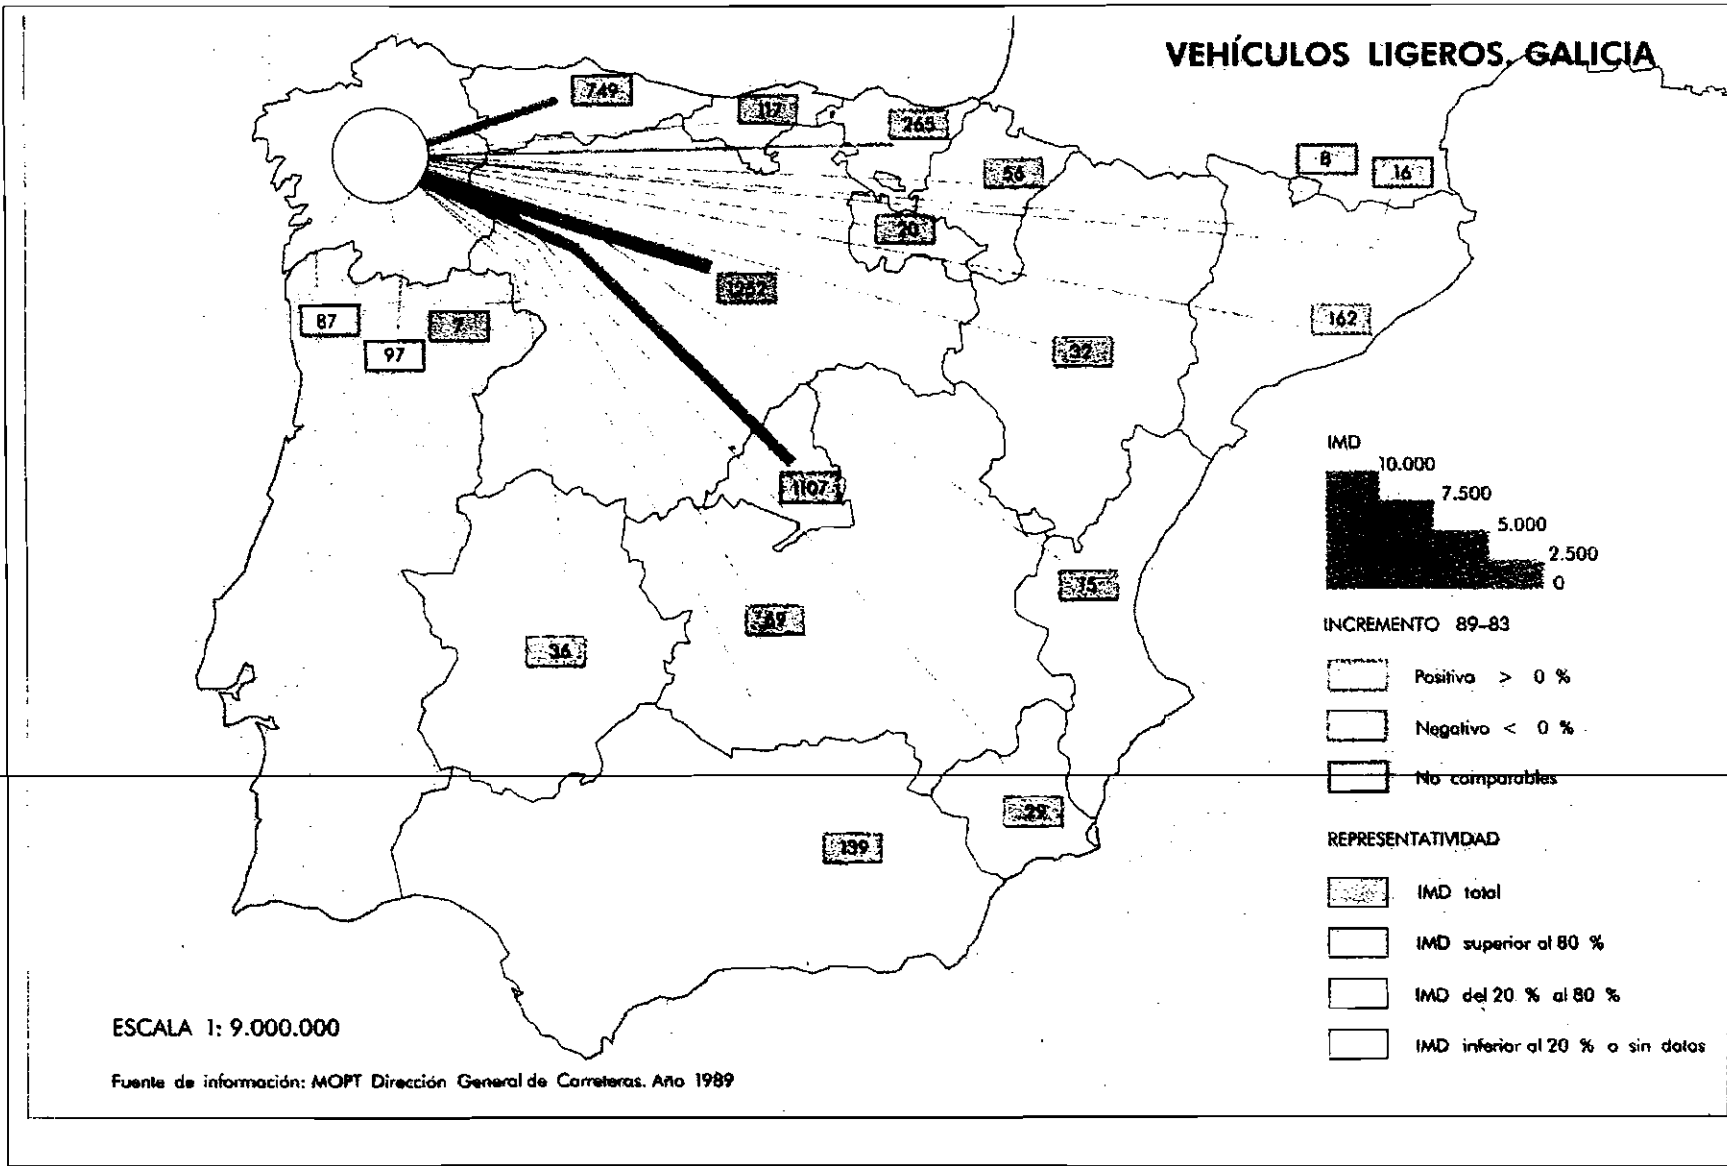 VEHÍCULOS LIGEROS. GALICIA
749
117
265
56
8
16
20
1252
87
97
7
162
32
1107
15
69
36
29
139
IMD
10.000
7.500
5.000
2.500
0
INCREMENTO 89-83
Positivo > 0 %
Negativo < 0 %
No comparables
REPRESENTATIVIDAD
IMD total
IMD superior al 80 %
IMD del 20 % al 80 %
IMD inferior al 20 % o sin datos
ESCALA 1: 9.000.000
Fuente de información: MOPT Dirección General de Carreteras. Año 1989